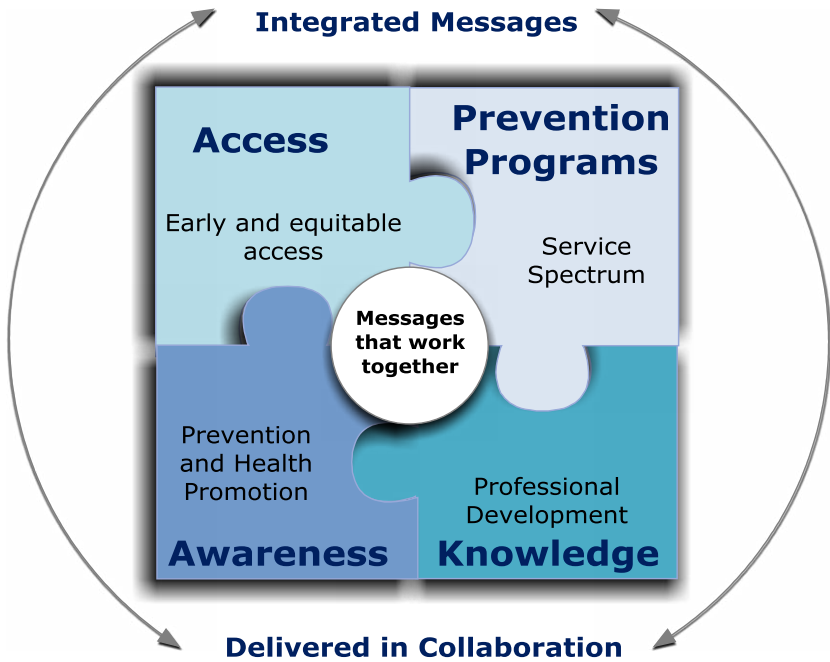 Integrated Messages
Access
Early and equitable
access
Prevention
Programs
Service
Spectrum
Messages
that work
together
Prevention
and Health
Promotion
Awareness
Professional
Development
Knowledge
Delivered in Collaboration